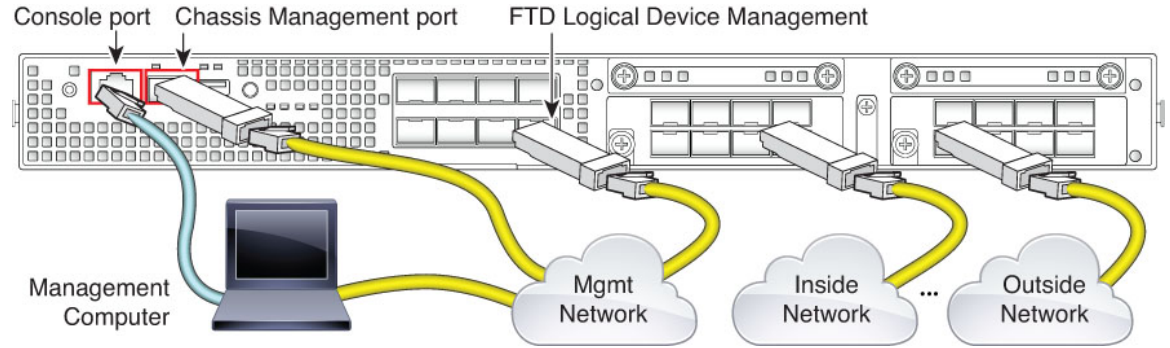 Console port
Chassis Management port
FTD Logical Device Management
Management
Computer
Mgmt
Network
Inside
Network
...
Outside
Network